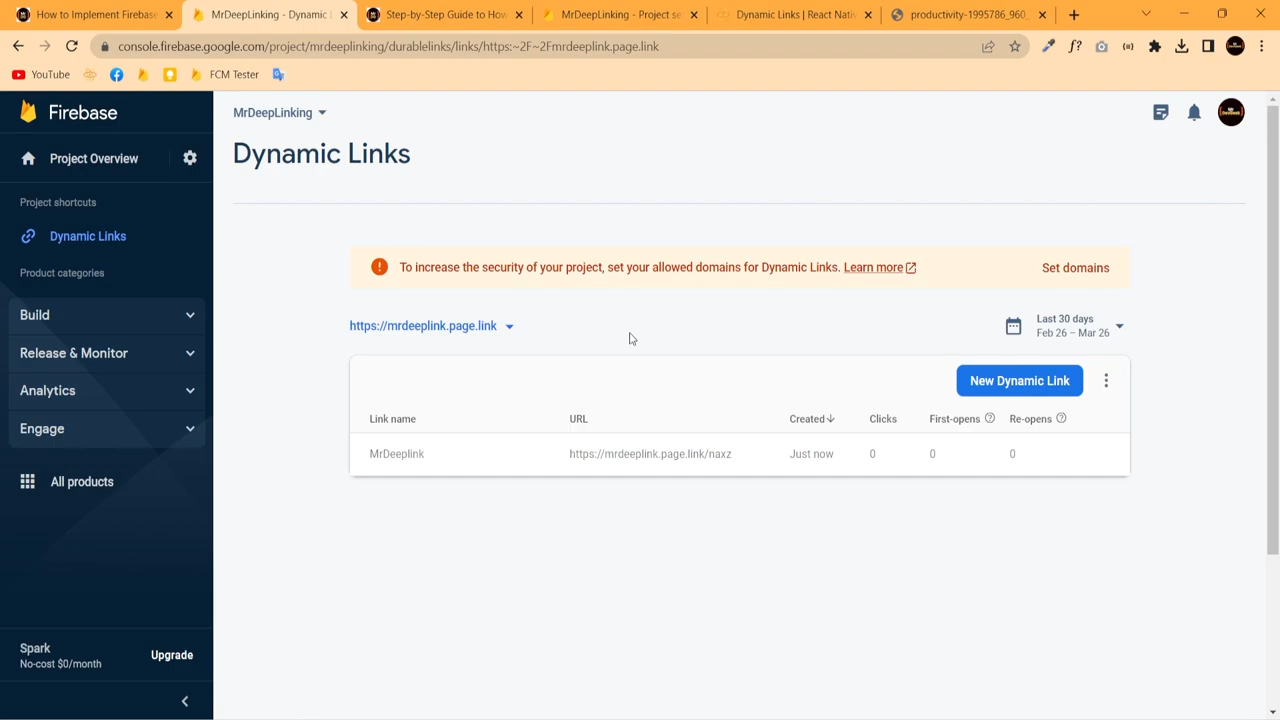 How to Implement Firebase
MrDeepLinking - Dynamic
Step-by-Step Guide to How
MrDeepLinking - Project se
Dynamic Links | React Nati
productivity-1995786_960_
console.firebase.google.com/project/mrdeeplinking/durablelinks/links/https:~2F~2Fmrdeeplink.page.link
YouTube
FCM Tester
Firebase
MrDeepLinking
Project Overview
Dynamic Links
Project shortcuts
Dynamic Links
Product categories
To increase the security of your project, set your allowed domains for Dynamic Links. Learn more
Set domains
Build
https://mrdeeplink.page.link
Last 30 days
Feb 26 – Mar 26
Release & Monitor
New Dynamic Link
Analytics
Link name URL Created Clicks First-opens Re-opens
Engage
MrDeeplink https://mrdeeplink.page.link/naxz Just now 0 0 0
All products
Spark
No-cost $0/month
Upgrade